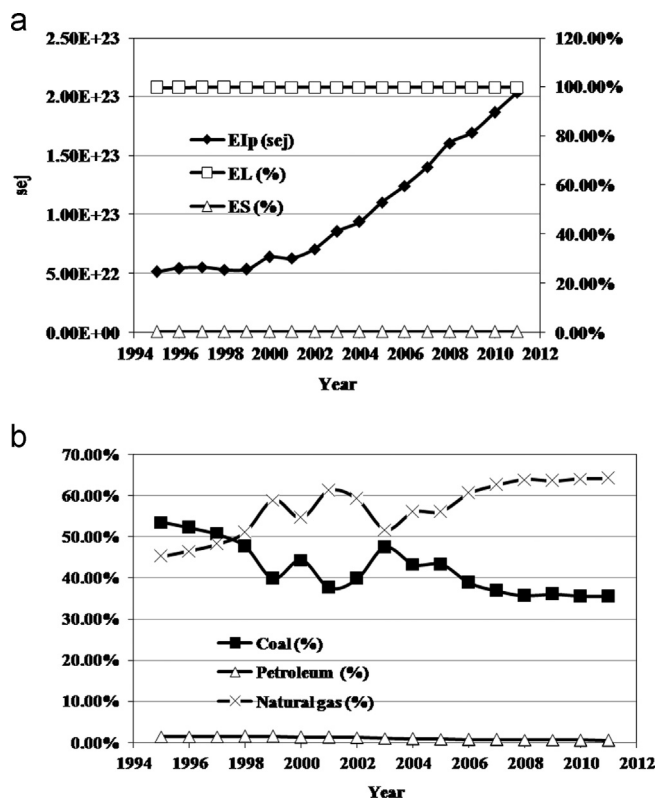 a
2.50E+23
2.00E+23
1.50E+23
1.00E+23
5.00E+22
0.00E+00
sej
120.00%
100.00%
80.00%
60.00%
40.00%
20.00%
0.00%
EIp (sej)
EL (%)
ES (%)
1994 1996 1998 2000 2002 2004 2006 2008 2010 2012
Year
b
70.00%
60.00%
50.00%
40.00%
30.00%
20.00%
10.00%
0.00%
Coal (%)
Petroleum (%)
Natural gas (%)
1994 1996 1998 2000 2002 2004 2006 2008 2010 2012
Year